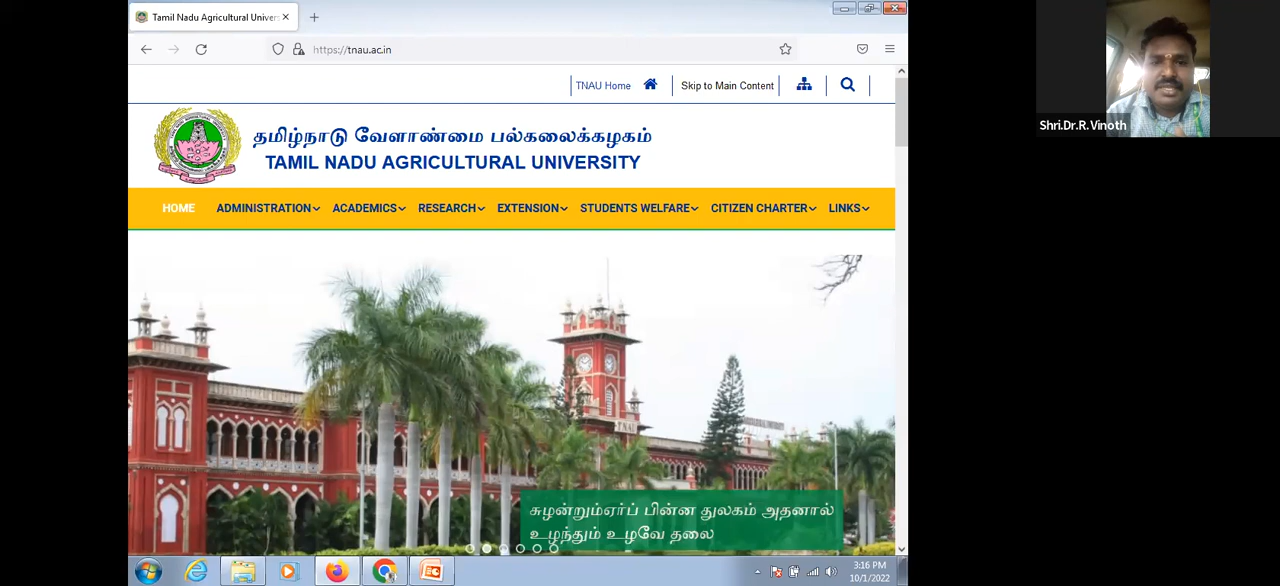 Tamil Nadu Agricultural Univers
https://tnau.ac.in
TNAU Home
Skip to Main Content
தமிழ்நாடு வேளாண்மை பல்கலைக்கழகம்
TAMIL NADU AGRICULTURAL UNIVERSITY
HOME ADMINISTRATION ACADEMICS RESEARCH EXTENSION STUDENTS WELFARE CITIZEN CHARTER LINKS
TNAU
சுழன்றும்ஏர்ப் பின்ன துலகம் அதனால்
உழந்தும் உழவே தலை
3:16 PM
10/1/2022
Shri.Dr.R.Vinoth